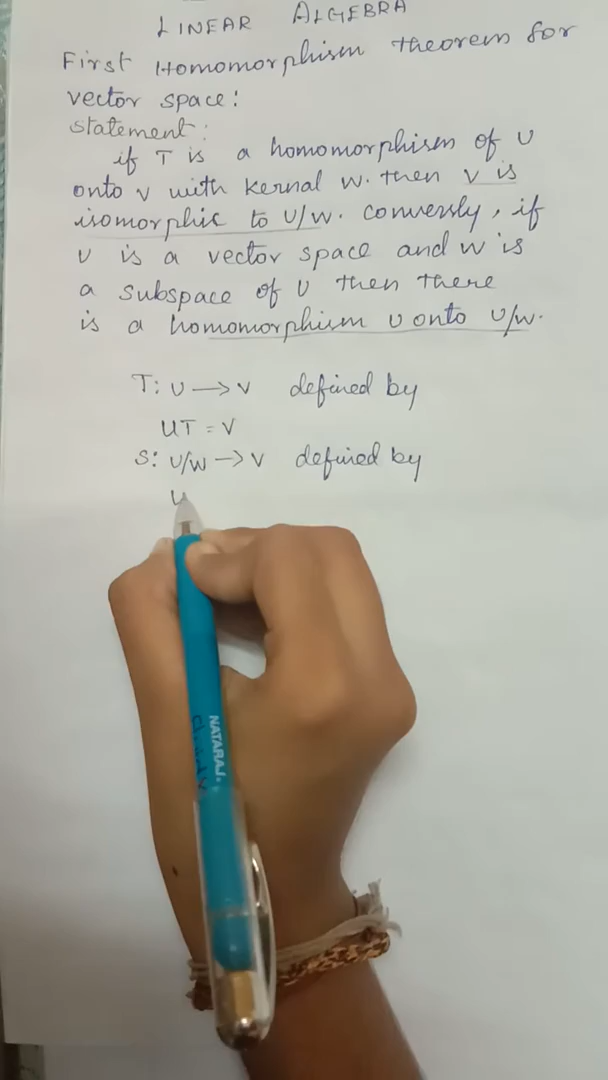 LINEAR ALGEBRA
First Homomorphism theorem for
vector space:
statement:
if T is a homomorphism of U
onto V with kernal W. then V is
isomorphic to U/W. conversly, if
U is a vector space and W is
a subspace of U then there
is a homomorphism U onto U/W.
T: U → V defined by
UT = V
S: U/W → V defined by
U
NATARAJ